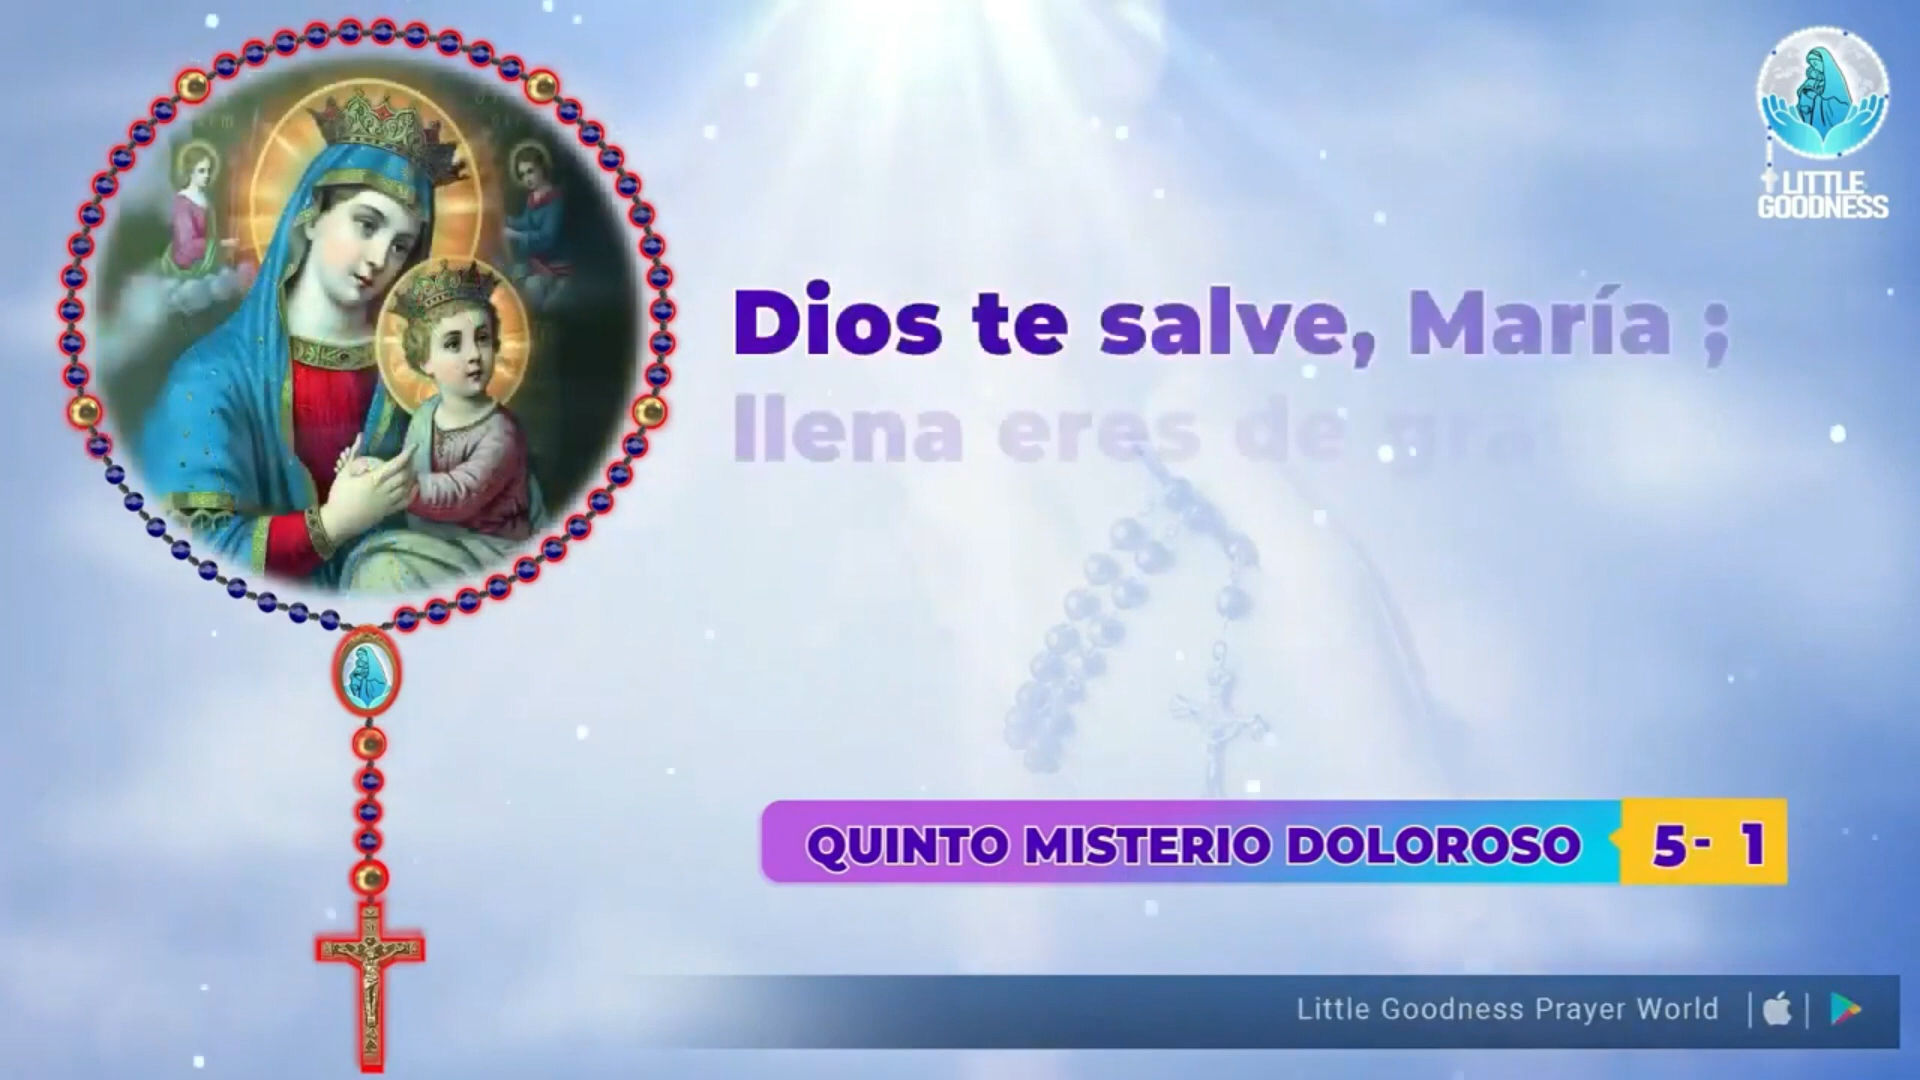 LITTLE
GOODNESS
Dios te salve, María ;
llena eres de
QUINTO MISTERIO DOLOROSO 5- 1
Little Goodness Prayer World